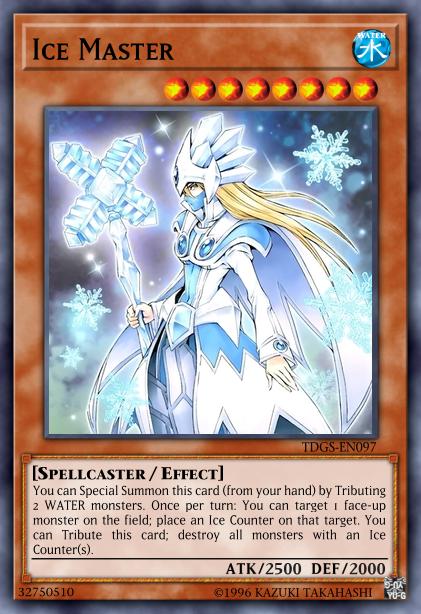 Ice Master
WATER
水
TDGS-EN097
[Spellcaster / Effect]
You can Special Summon this card (from your hand) by Tributing
2 WATER monsters. Once per turn: You can target 1 face-up
monster on the field; place an Ice Counter on that target. You
can Tribute this card; destroy all monsters with an Ice
Counter(s).
ATK/2500 DEF/2000
32750510
©1996 KAZUKI TAKAHASHI